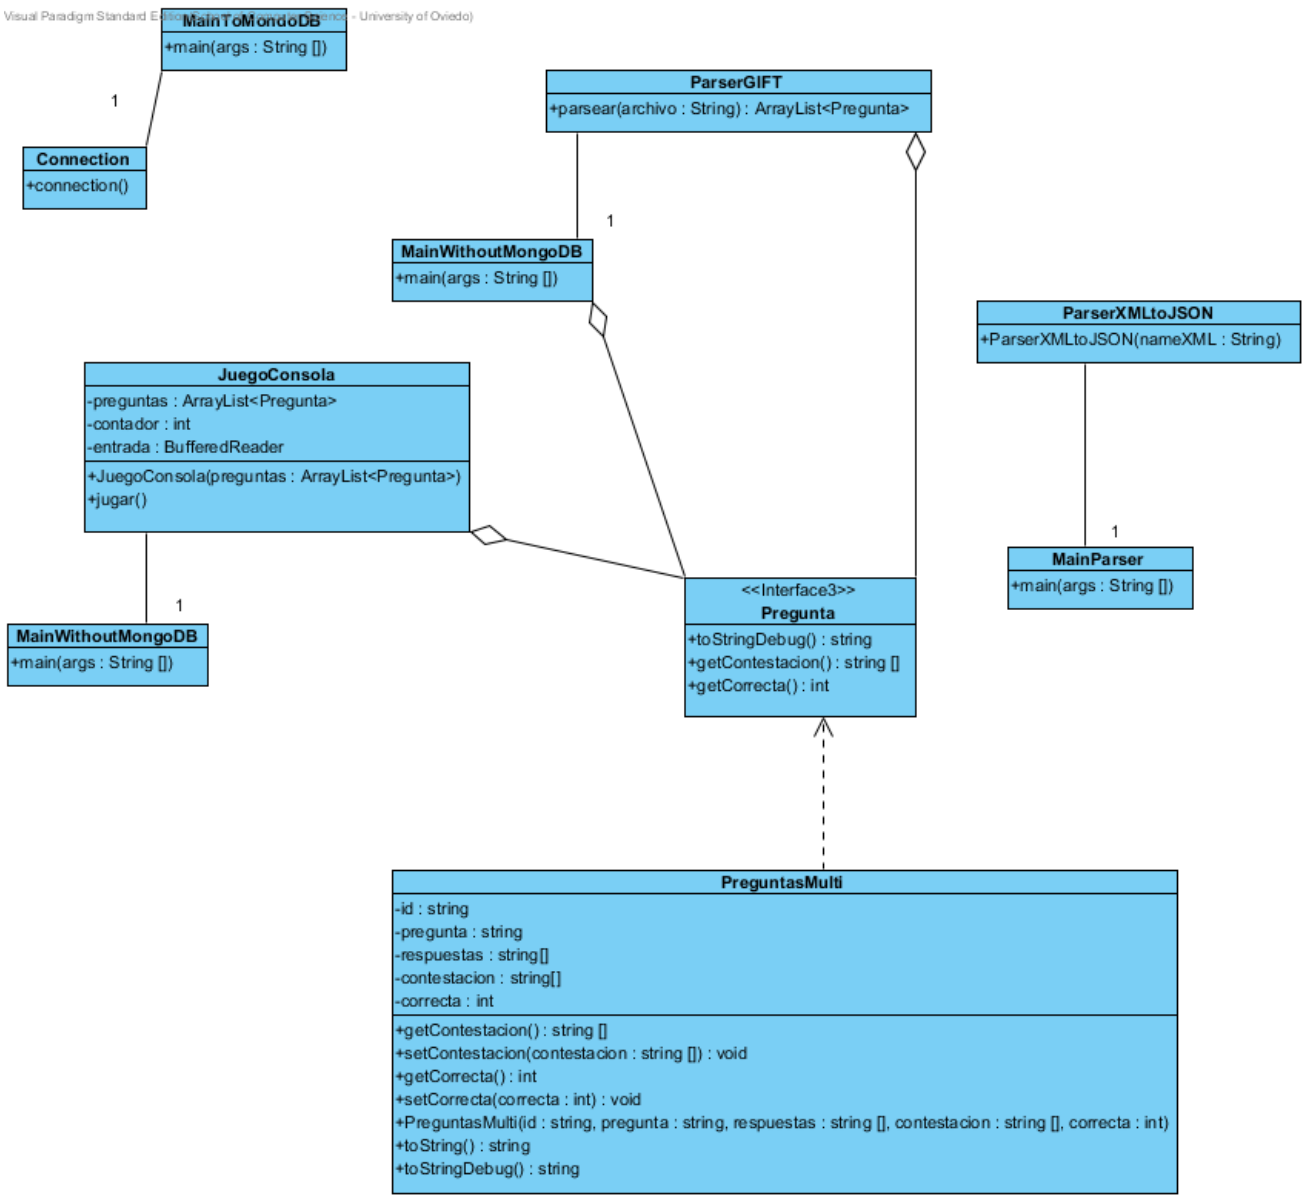 Visual Paradigm Standard Edition - University of Oviedo)
MainToMondoDB
+main(args : String [])
1
Connection
+connection()
ParserGIFT
+parsear(archivo : String) : ArrayList<Pregunta>
1
MainWithoutMongoDB
+main(args : String [])
ParserXMLtoJSON
+ParserXMLtoJSON(nameXML : String)
JuegoConsola
-preguntas : ArrayList<Pregunta>
-contador : int
-entrada : BufferedReader
+JuegoConsola(preguntas : ArrayList<Pregunta>)
+jugar()
1
MainParser
+main(args : String [])
<<Interface3>>
Pregunta
+toStringDebug() : string
+getContestacion() : string []
+getCorrecta() : int
1
MainWithoutMongoDB
+main(args : String [])
PreguntasMulti
-id : string
-pregunta : string
-respuestas : string[]
-contestacion : string[]
-correcta : int
+getContestacion() : string []
+setContestacion(contestacion : string []) : void
+getCorrecta() : int
+setCorrecta(correcta : int) : void
+PreguntasMulti(id : string, pregunta : string, respuestas : string [], contestacion : string [], correcta : int)
+toString() : string
+toStringDebug() : string